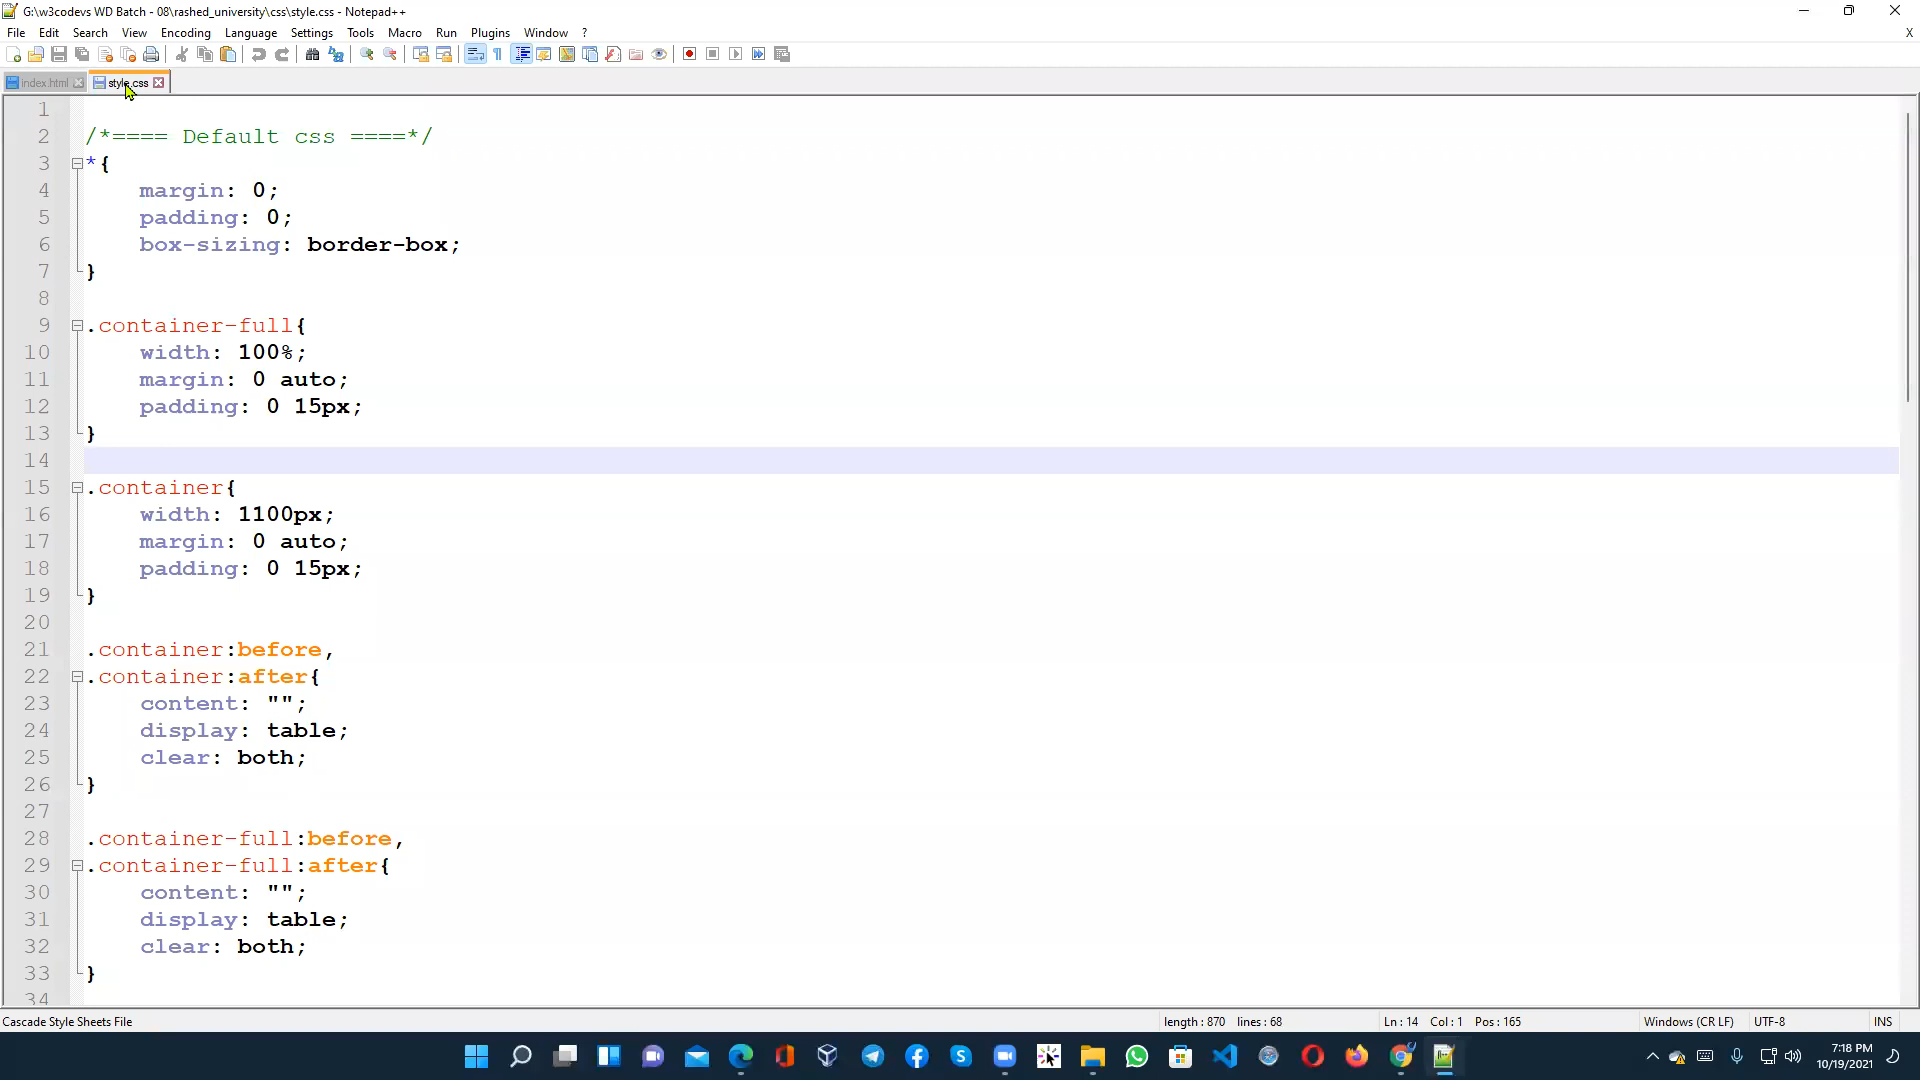 G:\w3codevs WD Batch - 08\rashed_university\css\style.css - Notepad++
File Edit Search View Encoding Language Settings Tools Macro Run Plugins Window ? X
index.html style.css
1
2 /*==== Default css ====*/
3 *{
4 margin: 0;
5 padding: 0;
6 box-sizing: border-box;
7 }
8
9 .container-full{
10 width: 100%;
11 margin: 0 auto;
12 padding: 0 15px;
13 }
14
15 .container{
16 width: 1100px;
17 margin: 0 auto;
18 padding: 0 15px;
19 }
20
21 .container:before,
22 .container:after{
23 content: "";
24 display: table;
25 clear: both;
26 }
27
28 .container-full:before,
29 .container-full:after{
30 content: "";
31 display: table;
32 clear: both;
33 }
34
Cascade Style Sheets File length : 870 lines : 68 Ln : 14 Col : 1 Pos : 165 Windows (CR LF) UTF-8 INS
7:18 PM
10/19/2021